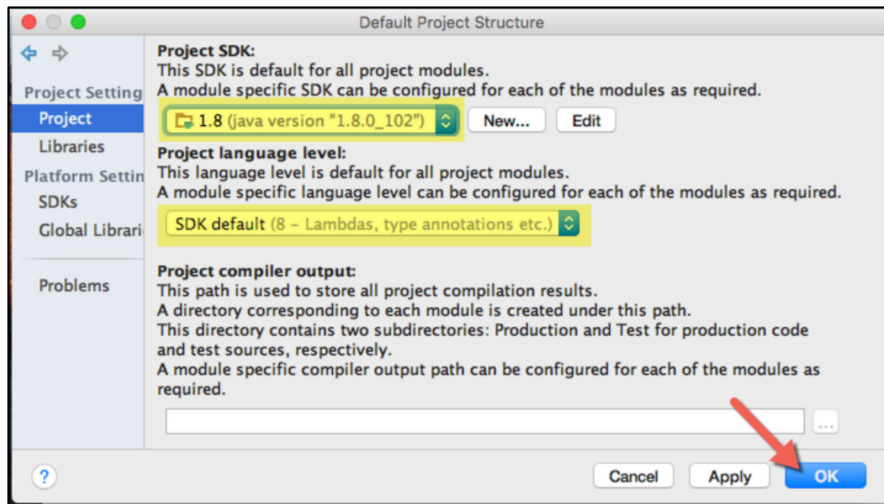 Default Project Structure
Project Setting
Project
Libraries
Platform Settin
SDKs
Global Librari
Problems
Project SDK:
This SDK is default for all project modules.
A module specific SDK can be configured for each of the modules as required.
1.8 (java version "1.8.0_102")
New...
Edit
Project language level:
This language level is default for all project modules.
A module specific language level can be configured for each of the modules as required.
SDK default (8 – Lambdas, type annotations etc.)
Project compiler output:
This path is used to store all project compilation results.
A directory corresponding to each module is created under this path.
This directory contains two subdirectories: Production and Test for production code
and test sources, respectively.
A module specific compiler output path can be configured for each of the modules as
required.
...
?
Cancel
Apply
OK